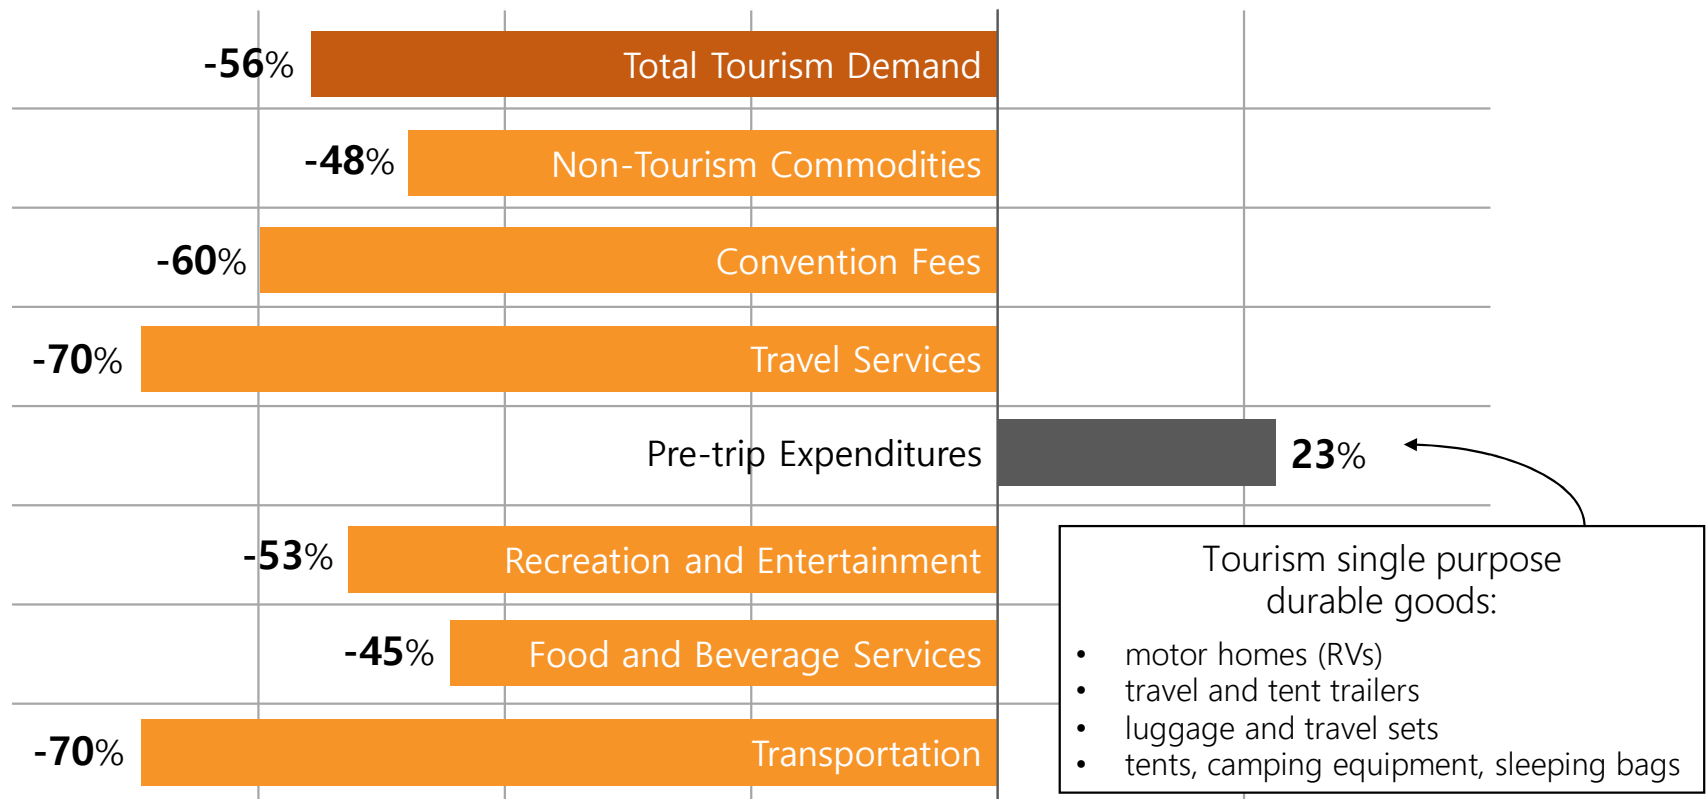 -56% Total Tourism Demand
-48% Non-Tourism Commodities
-60% Convention Fees
-70% Travel Services
Pre-trip Expenditures 23%
-53% Recreation and Entertainment
-45% Food and Beverage Services
-70% Transportation
Tourism single purpose
durable goods:
• motor homes (RVs)
• travel and tent trailers
• luggage and travel sets
• tents, camping equipment, sleeping bags